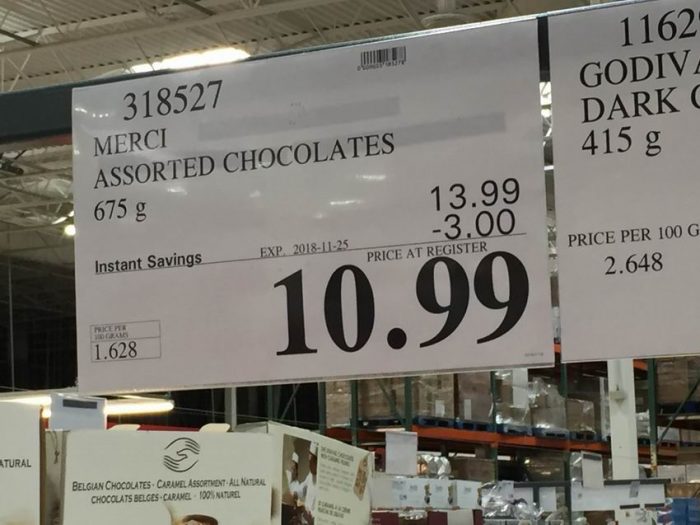 318527
MERCI
ASSORTED CHOCOLATES
675 g
13.99
-3.00
Instant Savings
EXP. 2018-11-25
PRICE AT REGISTER
10.99
PRICE PER
100 GRAMS
1.628
1162
GODIVA
DARK C
415 g
PRICE PER 100 G
2.648
ATURAL
BELGIAN CHOCOLATES - CARAMEL ASSORTMENT - ALL NATURAL
CHOCOLATS BELGES - CARAMEL - 100% NATUREL